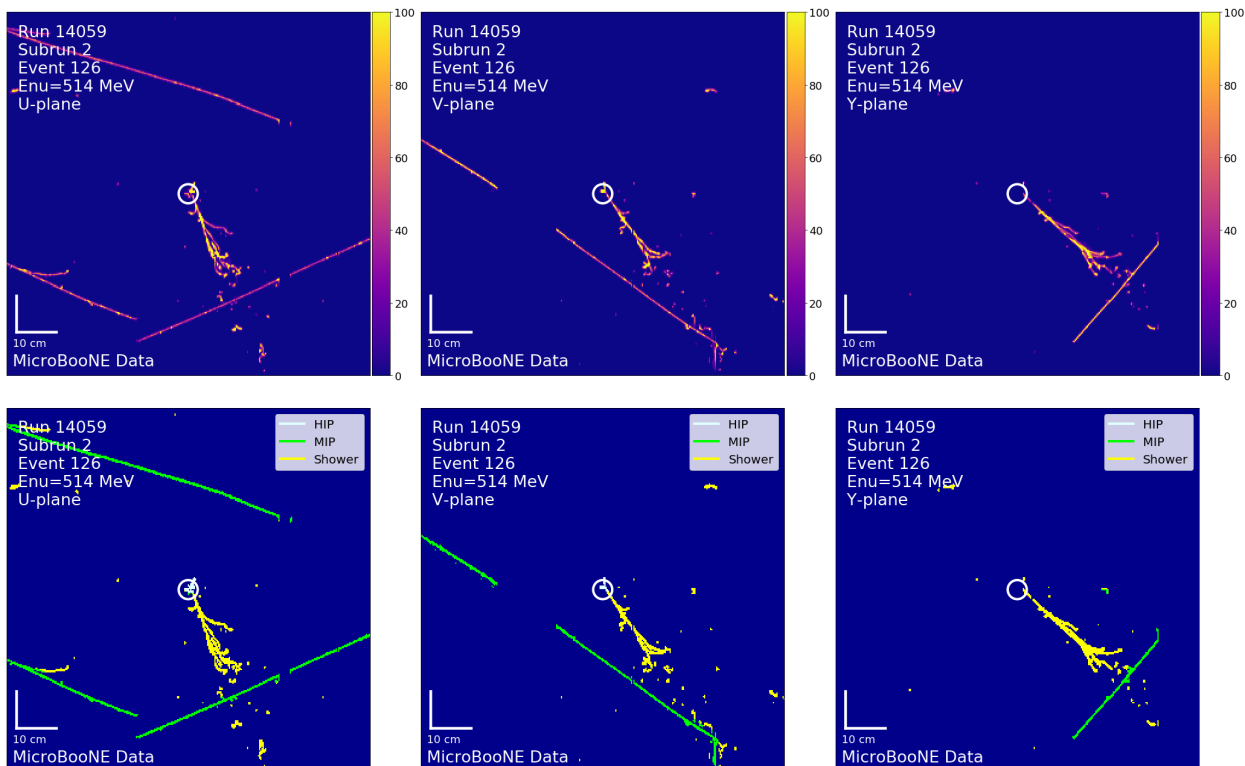 Run 14059
Subrun 2
Event 126
Enu=514 MeV
U-plane
10 cm
MicroBooNE Data
100
80
60
40
20
0
Run 14059
Subrun 2
Event 126
Enu=514 MeV
V-plane
10 cm
MicroBooNE Data
100
80
60
40
20
0
Run 14059
Subrun 2
Event 126
Enu=514 MeV
Y-plane
10 cm
MicroBooNE Data
100
80
60
40
20
0
Run 14059
Subrun 2
Event 126
Enu=514 MeV
U-plane
HIP
MIP
Shower
10 cm
MicroBooNE Data
Run 14059
Subrun 2
Event 126
Enu=514 MeV
V-plane
HIP
MIP
Shower
10 cm
MicroBooNE Data
Run 14059
Subrun 2
Event 126
Enu=514 MeV
Y-plane
HIP
MIP
Shower
10 cm
MicroBooNE Data